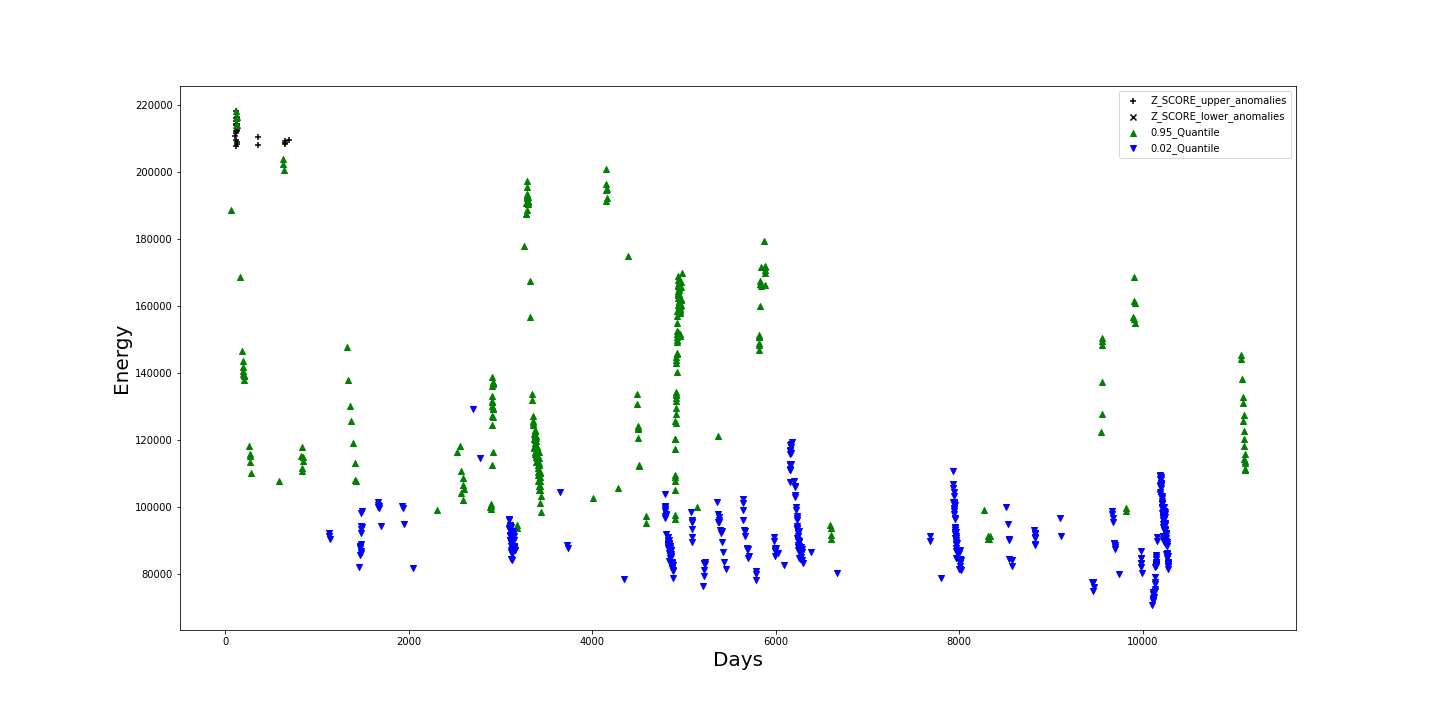 Z_SCORE_upper_anomalies
Z_SCORE_lower_anomalies
0.95_Quantile
0.02_Quantile
220000
200000
180000
160000
140000
120000
100000
80000
Energy
0 2000 4000 6000 8000 10000
Days